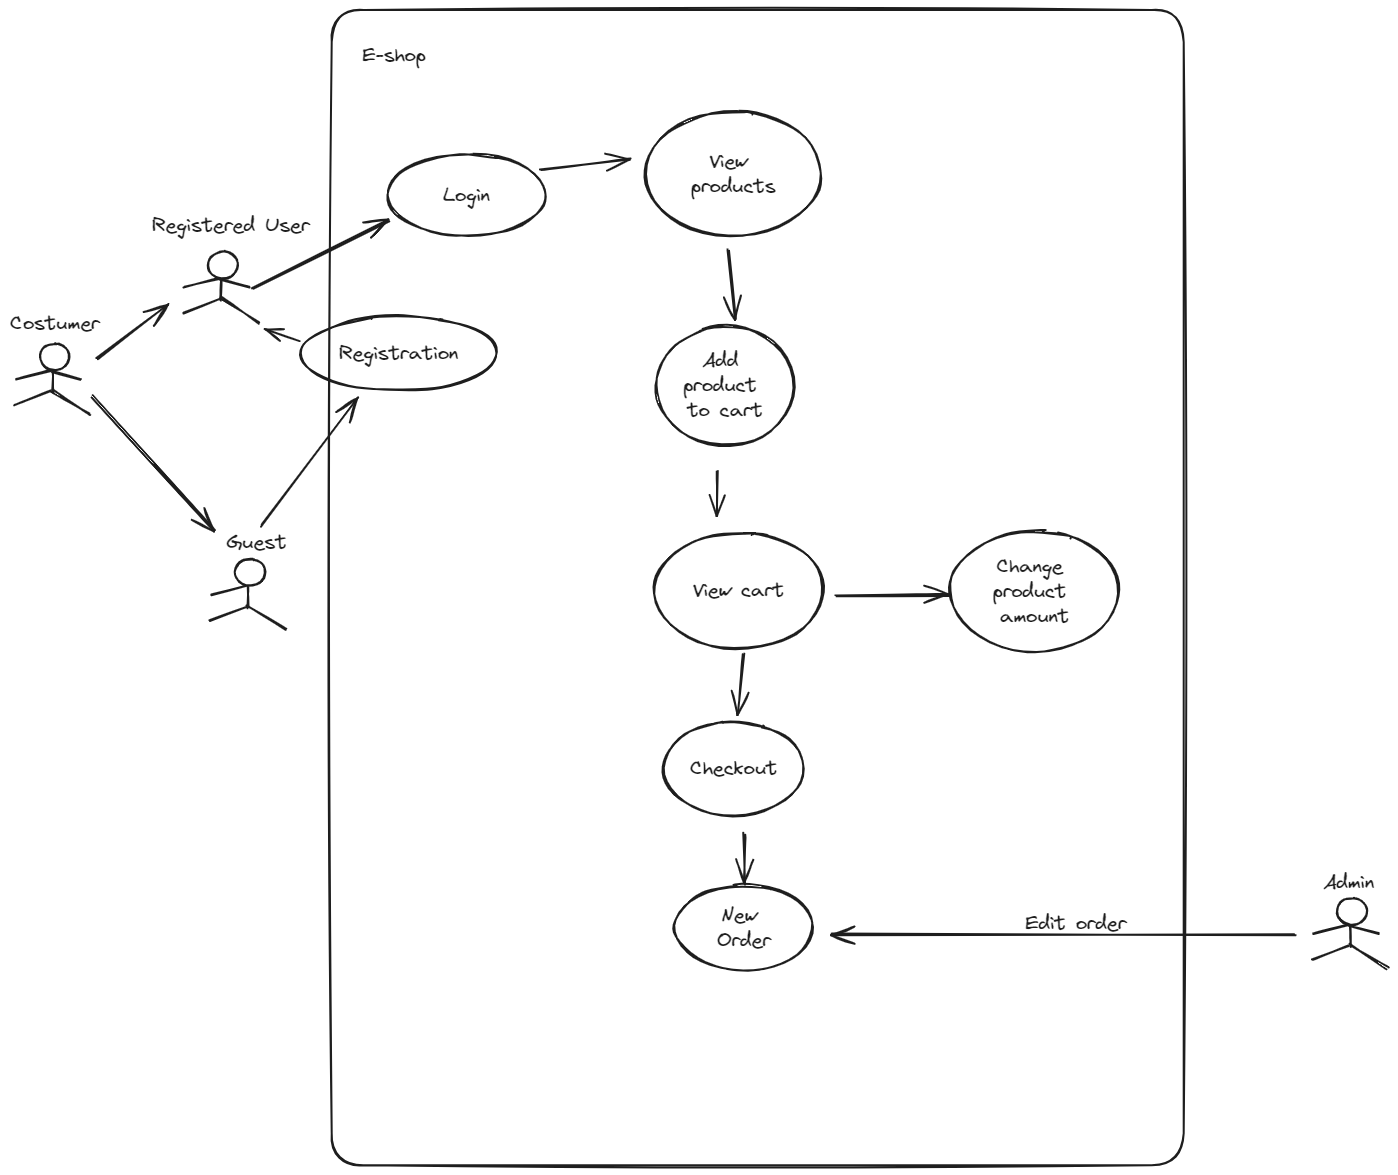 E-shop
View
products
Login
Registered User
Costumer
Registration
Add
product
to cart
Guest
View cart
Change
product
amount
Checkout
Admin
New
Order
Edit order